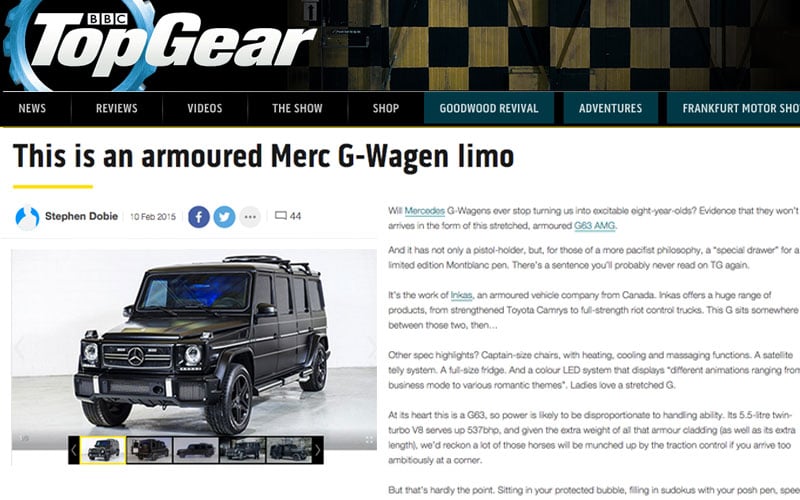 BBC
TopGear
NEWS REVIEWS VIDEOS THE SHOW SHOP GOODWOOD REVIVAL ADVENTURES FRANKFURT MOTOR SHO
This is an armoured Merc G-Wagen limo
Stephen Dobie 10 Feb 2015 44
Will Mercedes G-Wagens ever stop turning us into excitable eight-year-olds? Evidence that they won't
arrives in the form of this stretched, armoured G63 AMG.
And it has not only a pistol-holder, but, for those of a more pacifist philosophy, a "special drawer" for a
limited edition Montblanc pen. There's a sentence you'll probably never read on TG again.
It's the work of Inkas, an armoured vehicle company from Canada. Inkas offers a huge range of
products, from strengthened Toyota Camrys to full-strength riot control trucks. This G sits somewhere
between those two, then…
Other spec highlights? Captain-size chairs, with heating, cooling and massaging functions. A satellite
telly system. A full-size fridge. And a colour LED system that displays "different animations ranging from
business mode to various romantic themes". Ladies love a stretched G.
At its heart this is a G63, so power is likely to be disproportionate to handling ability. Its 5.5-litre twin-
turbo V8 serves up 537bhp, and given the extra weight of all that armour cladding (as well as its extra
length), we'd reckon a lot of those horses will be munched up by the traction control if you arrive too
ambitiously at a corner.
But that's hardly the point. Sitting in your protected bubble, filling in sudokus with your posh pen, spee